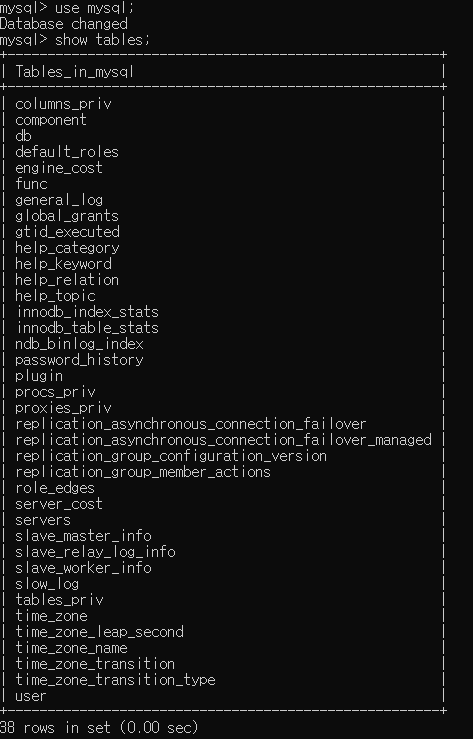 mysql> use mysql;
Database changed
mysql> show tables;
+------------------------------------------------------+
| Tables_in_mysql                                      |
+------------------------------------------------------+
| columns_priv                                         |
| component                                            |
| db                                                   |
| default_roles                                        |
| engine_cost                                          |
| func                                                 |
| general_log                                          |
| global_grants                                        |
| gtid_executed                                        |
| help_category                                        |
| help_keyword                                         |
| help_relation                                        |
| help_topic                                           |
| innodb_index_stats                                   |
| innodb_table_stats                                   |
| ndb_binlog_index                                     |
| password_history                                     |
| plugin                                               |
| procs_priv                                           |
| proxies_priv                                         |
| replication_asynchronous_connection_failover         |
| replication_asynchronous_connection_failover_managed |
| replication_group_configuration_version              |
| replication_group_member_actions                     |
| role_edges                                           |
| server_cost                                          |
| servers                                              |
| slave_master_info                                    |
| slave_relay_log_info                                 |
| slave_worker_info                                    |
| slow_log                                             |
| tables_priv                                          |
| time_zone                                            |
| time_zone_leap_second                                |
| time_zone_name                                       |
| time_zone_transition                                 |
| time_zone_transition_type                            |
| user                                                 |
+------------------------------------------------------+
38 rows in set (0.00 sec)